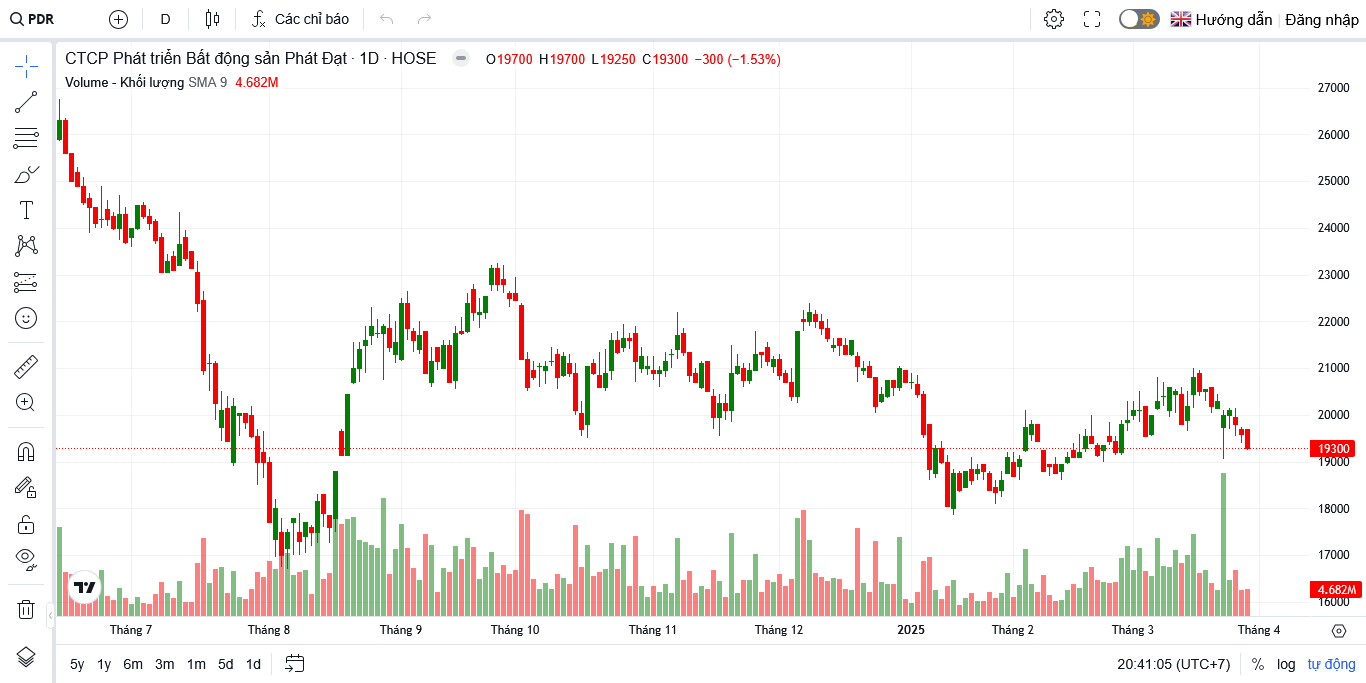 PDR D Các chỉ báo Hướng dẫn Đăng nhập
CTCP Phát triển Bất động sản Phát Đạt · 1D · HOSE O19700 H19700 L19250 C19300 −300 (−1.53%)
Volume - Khối lượng SMA 9 4.682M
27000
26000
25000
24000
23000
22000
21000
20000
19300
19000
18000
17000
4.682M
16000
Tháng 7 Tháng 8 Tháng 9 Tháng 10 Tháng 11 Tháng 12 2025 Tháng 2 Tháng 3 Tháng 4
5y 1y 6m 3m 1m 5d 1d 20:41:05 (UTC+7) % log tự động